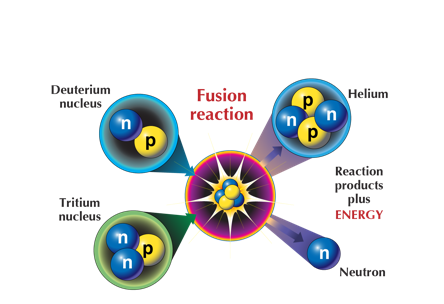 Deuterium
nucleus
n
p
Fusion
reaction
p
n
n
p
Helium
Tritium
nucleus
n
n
p
Reaction
products
plus
ENERGY
n
Neutron